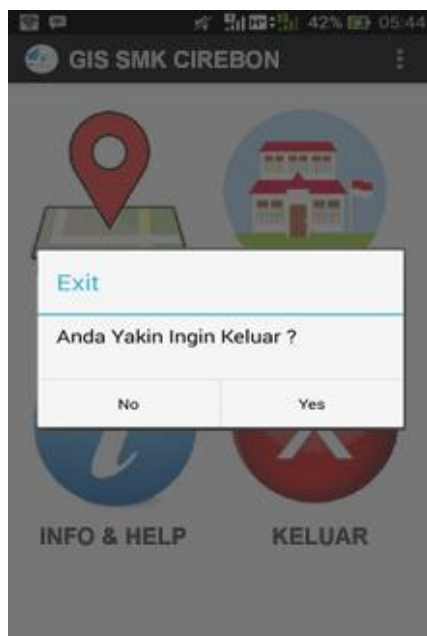 42% 05:44
GIS SMK CIREBON
Exit
Anda Yakin Ingin Keluar ?
No Yes
INFO & HELP KELUAR